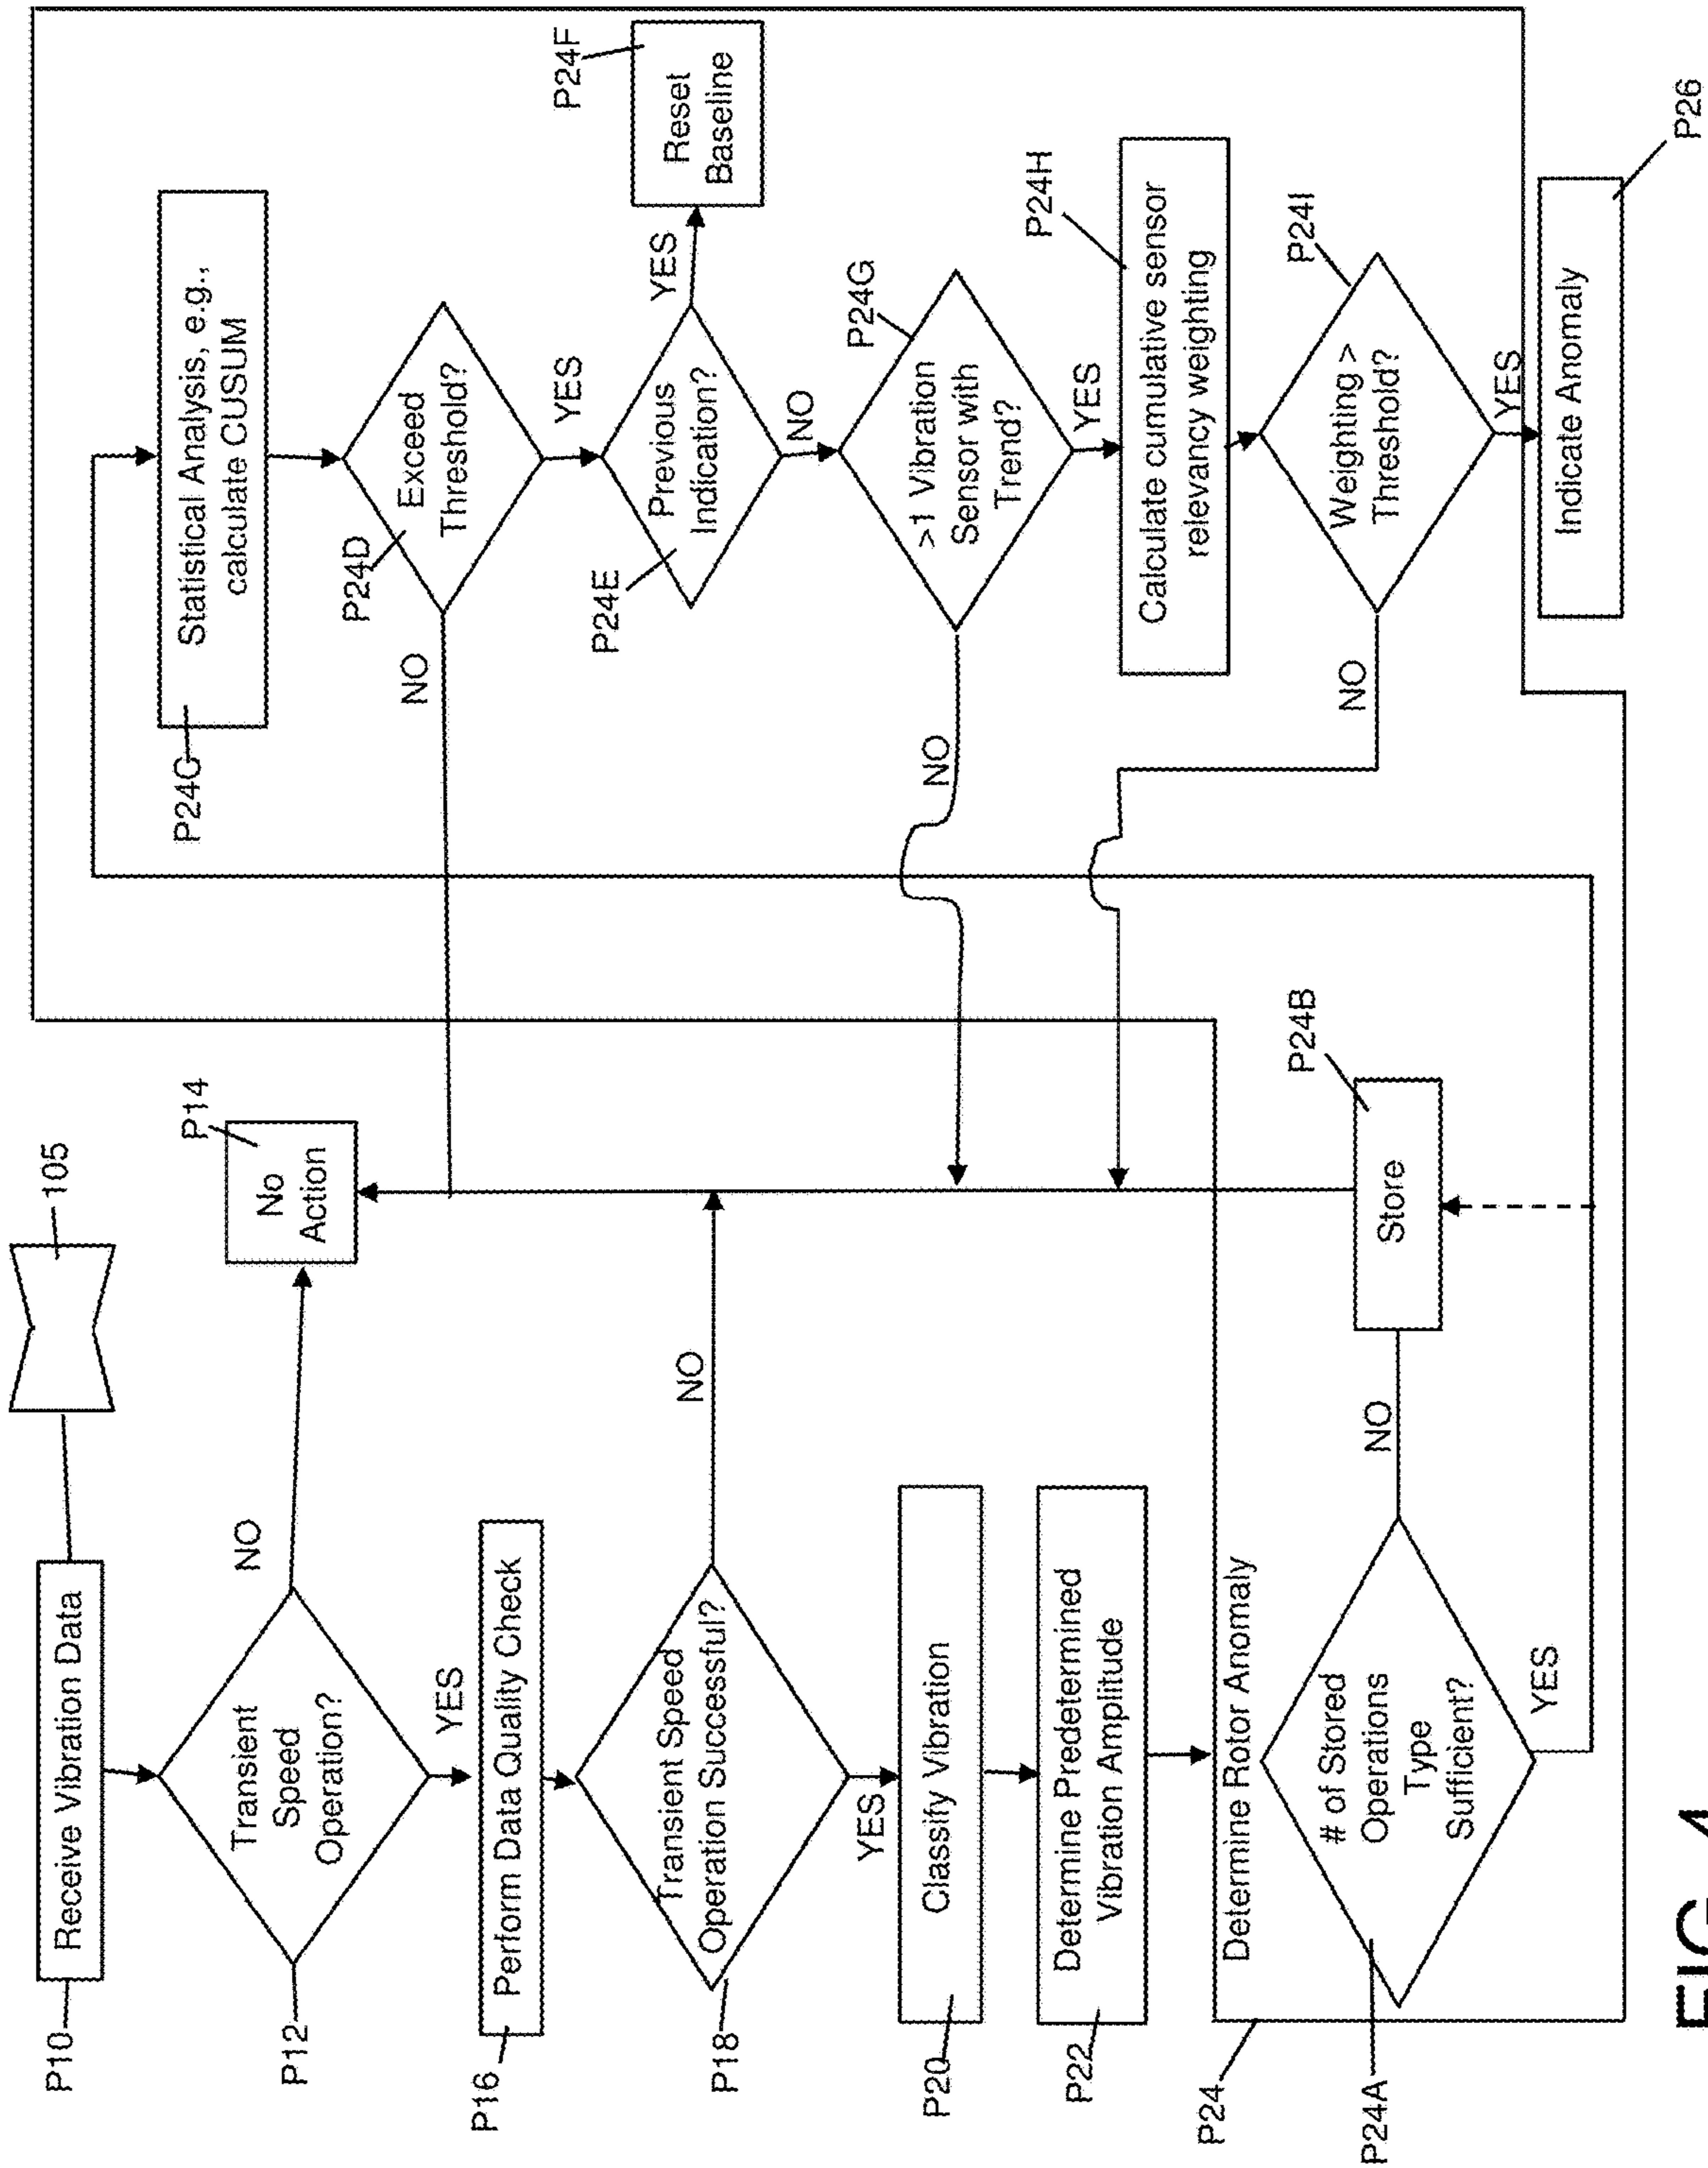 105
P10
Receive Vibration Data
P12
Transient
Speed
Operation?
NO
P14
No
Action
YES
P16
Perform Data Quality Check
P18
Transient Speed
Operation Successful?
NO
YES
P20
Classify Vibration
P22
Determine Predetermined
Vibration Amplitude
P24
Determine Rotor Anomaly
P24A
# of Stored
Operations
Type
Sufficient?
NO
Store
P24B
YES
P24C
Statistical Analysis, e.g.,
calculate CUSUM
P24D
Exceed
Threshold?
NO
YES
P24E
Previous
Indication?
YES
P24F
Reset
Baseline
NO
P24G
>1 Vibration
Sensor with
Trend?
NO
YES
P24H
Calculate cumulative sensor
relevancy weighting
P24I
Weighting >
Threshold?
NO
YES
Indicate Anomaly
P26
FIG. 4